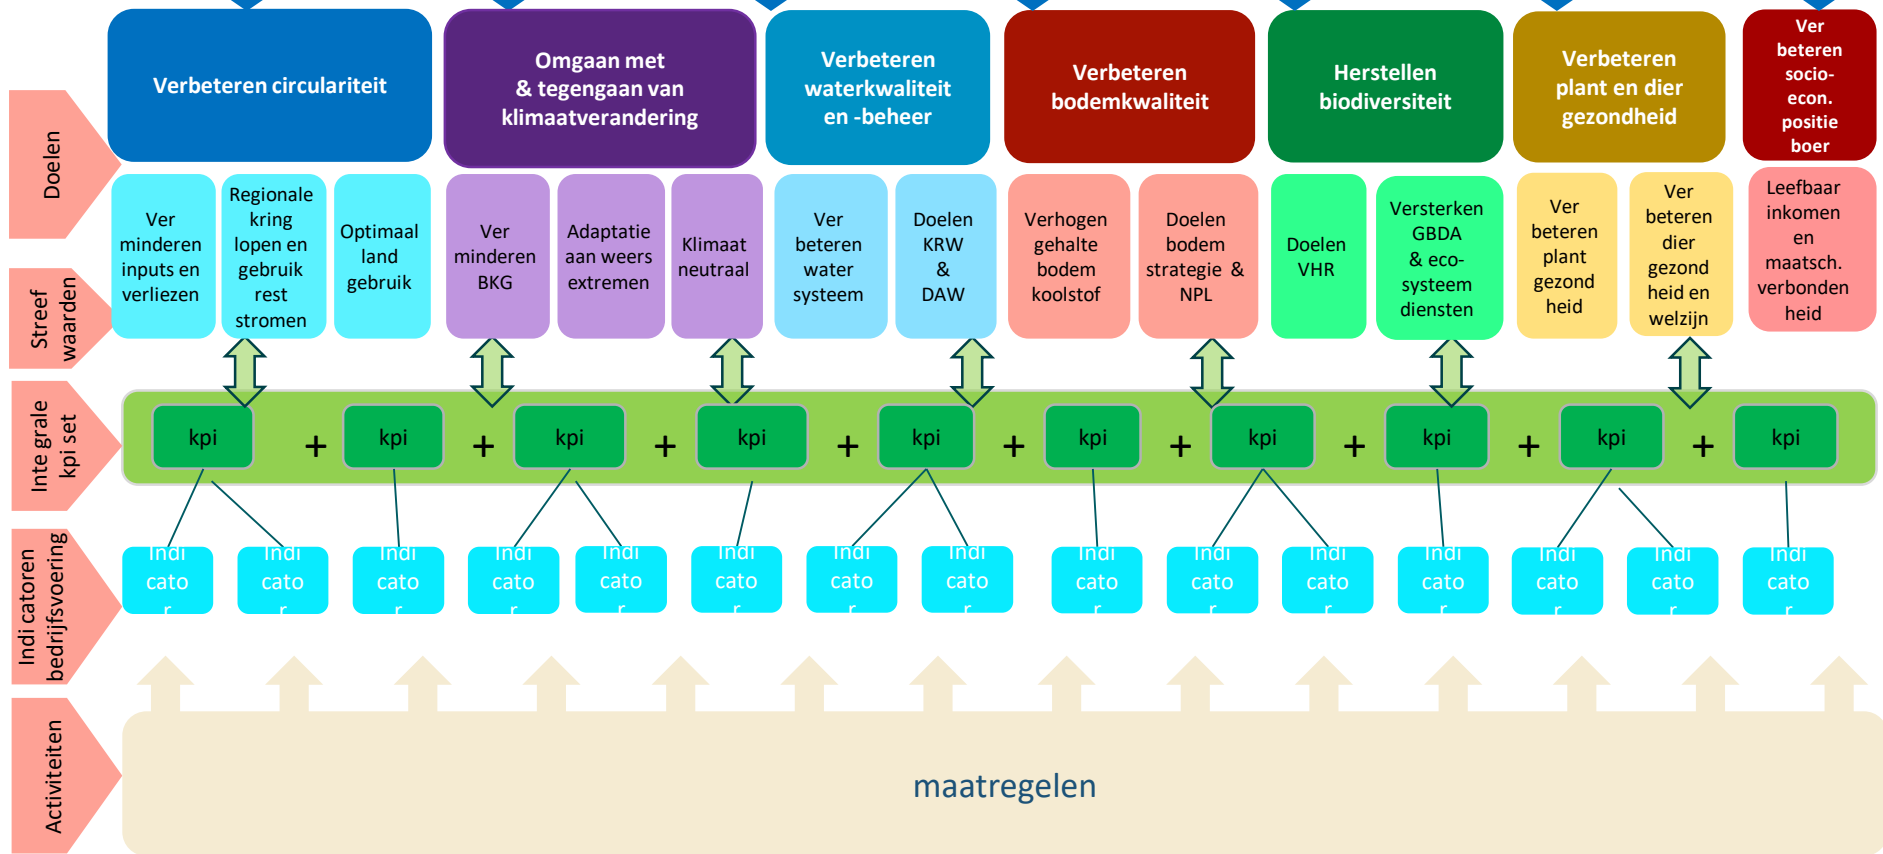 Verbeteren circulariteit
Omgaan met
& tegengaan van
klimaatverandering
Verbeteren
waterkwaliteit
en -beheer
Verbeteren
bodemkwaliteit
Herstellen
biodiversiteit
Verbeteren
plant en dier
gezondheid
Ver
beteren
socio-
econ.
positie
boer
Doelen
Ver
minderen
inputs en
verliezen
Regionale
kring
lopen en
gebruik
rest
stromen
Optimaal
land
gebruik
Ver
minderen
BKG
Adaptatie
aan weers
extremen
Klimaat
neutraal
Ver
beteren
water
systeem
Doelen
KRW
&
DAW
Verhogen
gehalte
bodem
koolstof
Doelen
bodem
strategie &
NPL
Doelen
VHR
Versterken
GBDA
& eco-
systeem
diensten
Ver
beteren
plant
gezond
heid
Ver
beteren
dier
gezond
heid en
welzijn
Leefbaar
inkomen
en
maatsch.
verbonden
heid
Streef
waarden
Inte grale
kpi set
kpi
+
kpi
+
kpi
+
kpi
+
kpi
+
kpi
+
kpi
+
kpi
+
kpi
+
kpi
Indi catoren
bedrijfsvoering
Indi
cato
r
Indi
cato
r
Indi
cato
r
Indi
cato
r
Indi
cato
r
Indi
cato
r
Indi
cato
r
Indi
cato
r
Indi
cato
r
Indi
cato
r
Indi
cato
r
Indi
cato
r
Indi
cato
r
Indi
cato
r
Indi
cato
r
Activiteiten
maatregelen